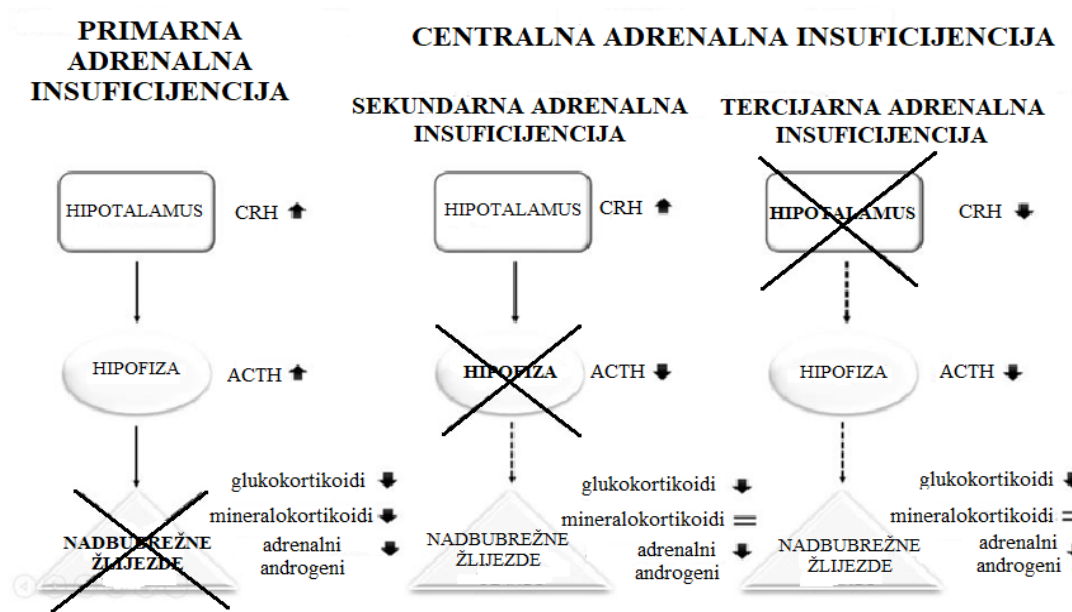 PRIMARNA
ADRENALNA
INSUFICIJENCIJA
CENTRALNA ADRENALNA INSUFICIJENCIJA
SEKUNDARNA ADRENALNA
INSUFICIJENCIJA
TERCIJARNA ADRENALNA
INSUFICIJENCIJA
HIPOTALAMUS
CRH
HIPOFIZA
ACTH
glukokortikoidi
mineralokortikoidi
adrenalni
androgeni
NADBUBREŽNE
ŽLIJEZDE
HIPOTALAMUS
CRH
HIPOFIZA
ACTH
glukokortikoidi
mineralokortikoidi
adrenalni
androgeni
NADBUBREŽNE
ŽLIJEZDE
HIPOTALAMUS
CRH
HIPOFIZA
ACTH
glukokortikoidi
mineralokortikoidi
adrenalni
androgeni
NADBUBREŽNE
ŽLIJEZDE